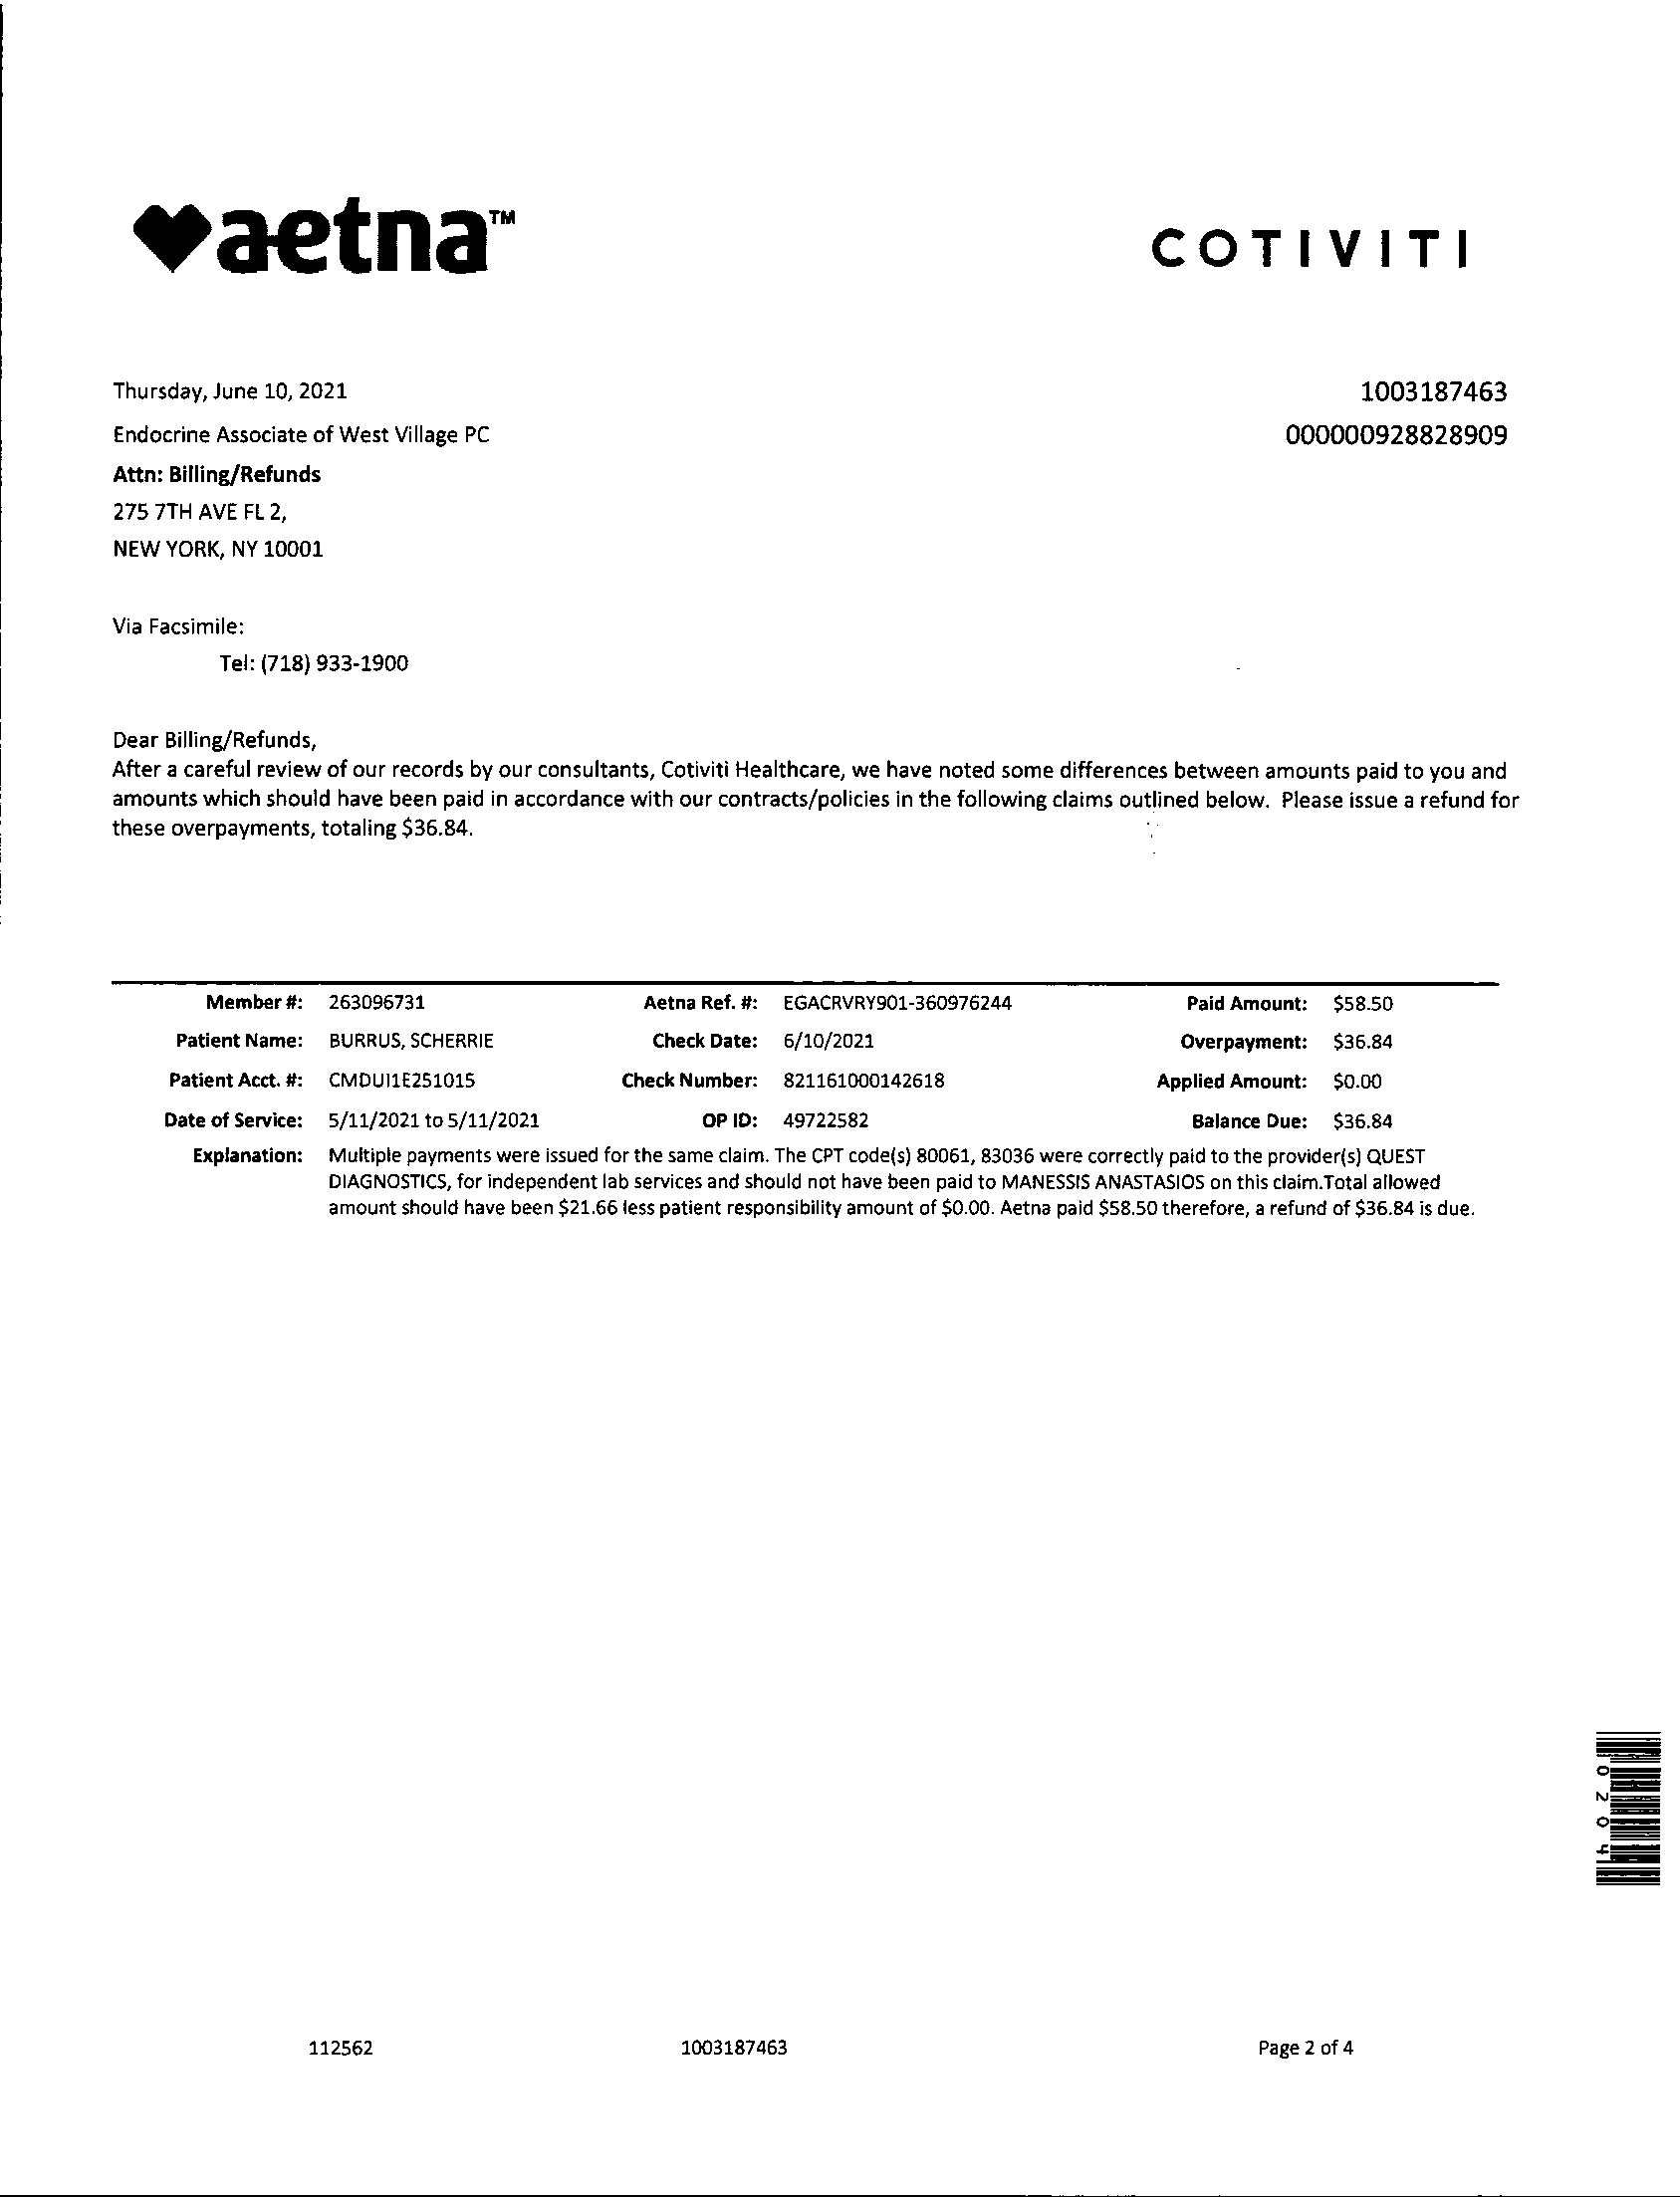 aetna™
COTIVITI
Thursday, June 10, 2021
1003187463
Endocrine Associate of West Village PC
000000928828909
Attn: Billing/Refunds
275 7TH AVE FL 2,
NEW YORK, NY 10001
Via Facsimile:
Tel: (718) 933-1900
Dear Billing/Refunds,
After a careful review of our records by our consultants, Cotiviti Healthcare, we have noted some differences between amounts paid to you and
amounts which should have been paid in accordance with our contracts/policies in the following claims outlined below. Please issue a refund for
these overpayments, totaling $36.84.
Member #: 263096731 Aetna Ref. #: EGACRVRY901-360976244 Paid Amount: $58.50
Patient Name: BURRUS, SCHERRIE Check Date: 6/10/2021 Overpayment: $36.84
Patient Acct. #: CMDUI1E251015 Check Number: 821161000142618 Applied Amount: $0.00
Date of Service: 5/11/2021 to 5/11/2021 OP ID: 49722582 Balance Due: $36.84
Explanation: Multiple payments were issued for the same claim. The CPT code(s) 80061, 83036 were correctly paid to the provider(s) QUEST
DIAGNOSTICS, for independent lab services and should not have been paid to MANESSIS ANASTASIOS on this claim.Total allowed
amount should have been $21.66 less patient responsibility amount of $0.00. Aetna paid $58.50 therefore, a refund of $36.84 is due.
0204
112562 1003187463 Page 2 of 4